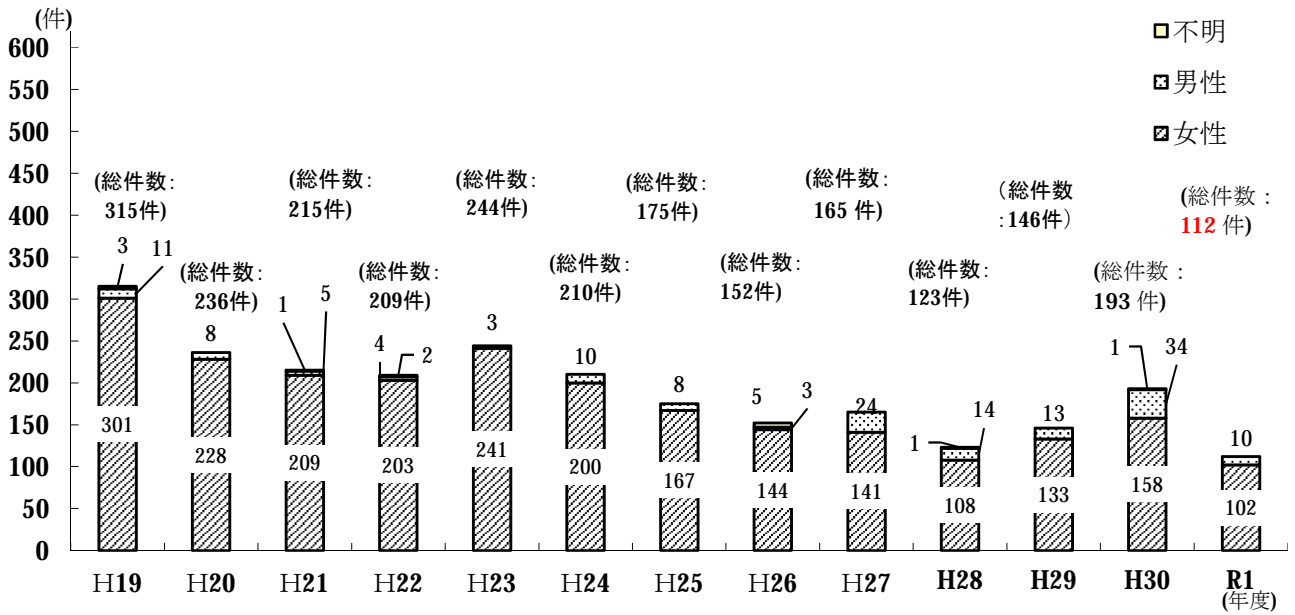 (件)
600
550
500
450
400
350
300
250
200
150
100
50
0
不明
男性
女性
(総件数:
315件)
(総件数:
215件)
(総件数:
244件)
(総件数:
175件)
(総件数:
165 件)
(総件数
:146件)
(総件数:
112 件)
(総件数:
236件)
(総件数:
209件)
(総件数:
210件)
(総件数:
152件)
(総件数:
123件)
(総件数:
193 件)
3
11
301
8
228
1
5
209
4
2
203
3
241
10
200
8
167
5
3
144
24
141
1
14
108
13
133
1
34
158
10
102
H19
H20
H21
H22
H23
H24
H25
H26
H27
H28
H29
H30
R1
(年度)